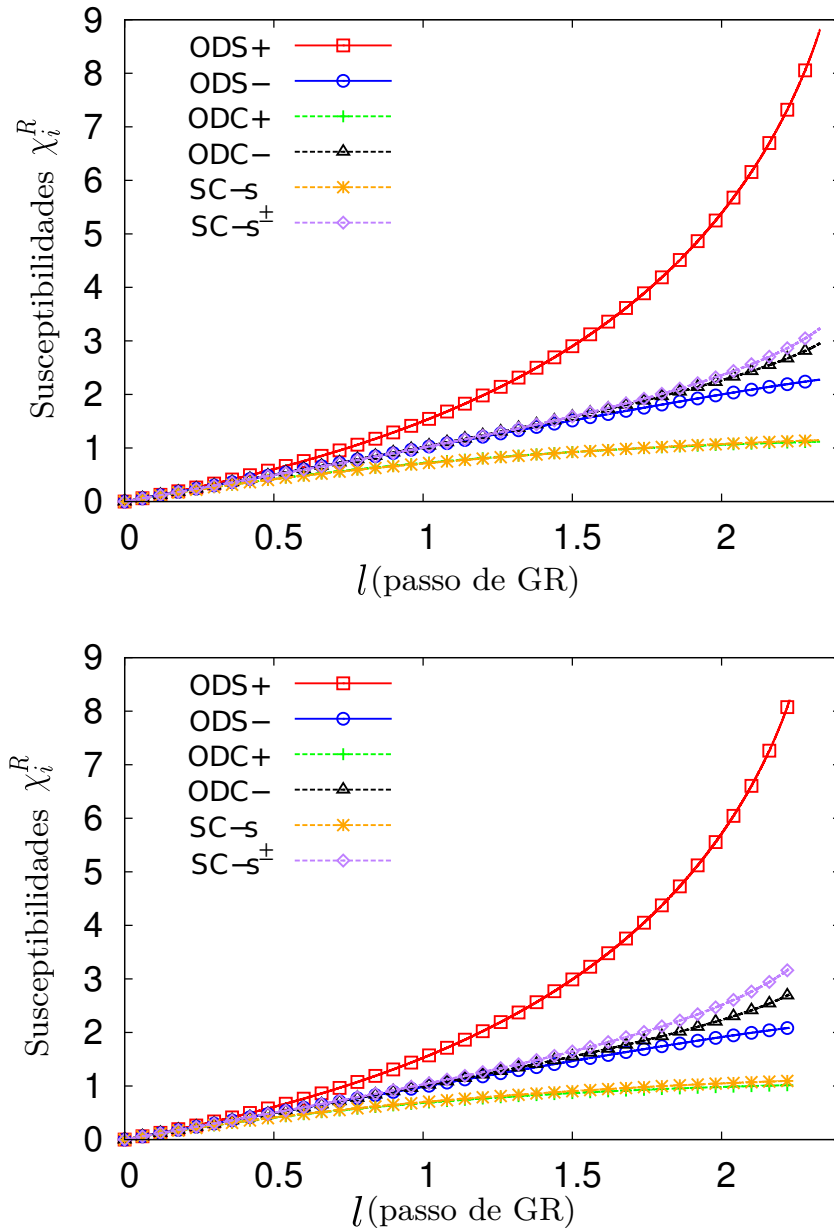 9
8
7
6
5
4
3
2
1
0
Susceptibilidades χ_i^R
ODS+
ODS−
ODC+
ODC−
SC−s
SC−s±
0 0.5 1 1.5 2
l(passo de GR)
9
8
7
6
5
4
3
2
1
0
Susceptibilidades χ_i^R
ODS+
ODS−
ODC+
ODC−
SC−s
SC−s±
0 0.5 1 1.5 2
l(passo de GR)